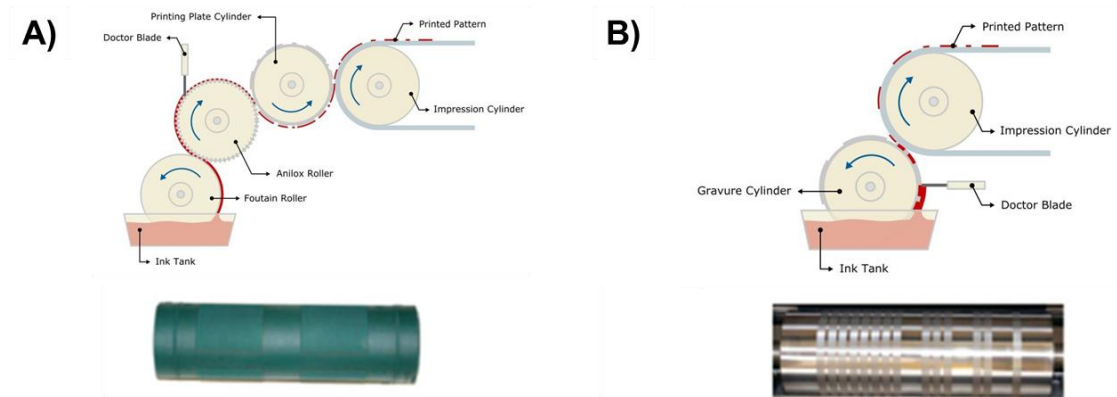 A)
Printing Plate Cylinder
Doctor Blade
Printed Pattern
Impression Cylinder
Anilox Roller
Foutain Roller
Ink Tank
B)
Printed Pattern
Impression Cylinder
Gravure Cylinder
Doctor Blade
Ink Tank